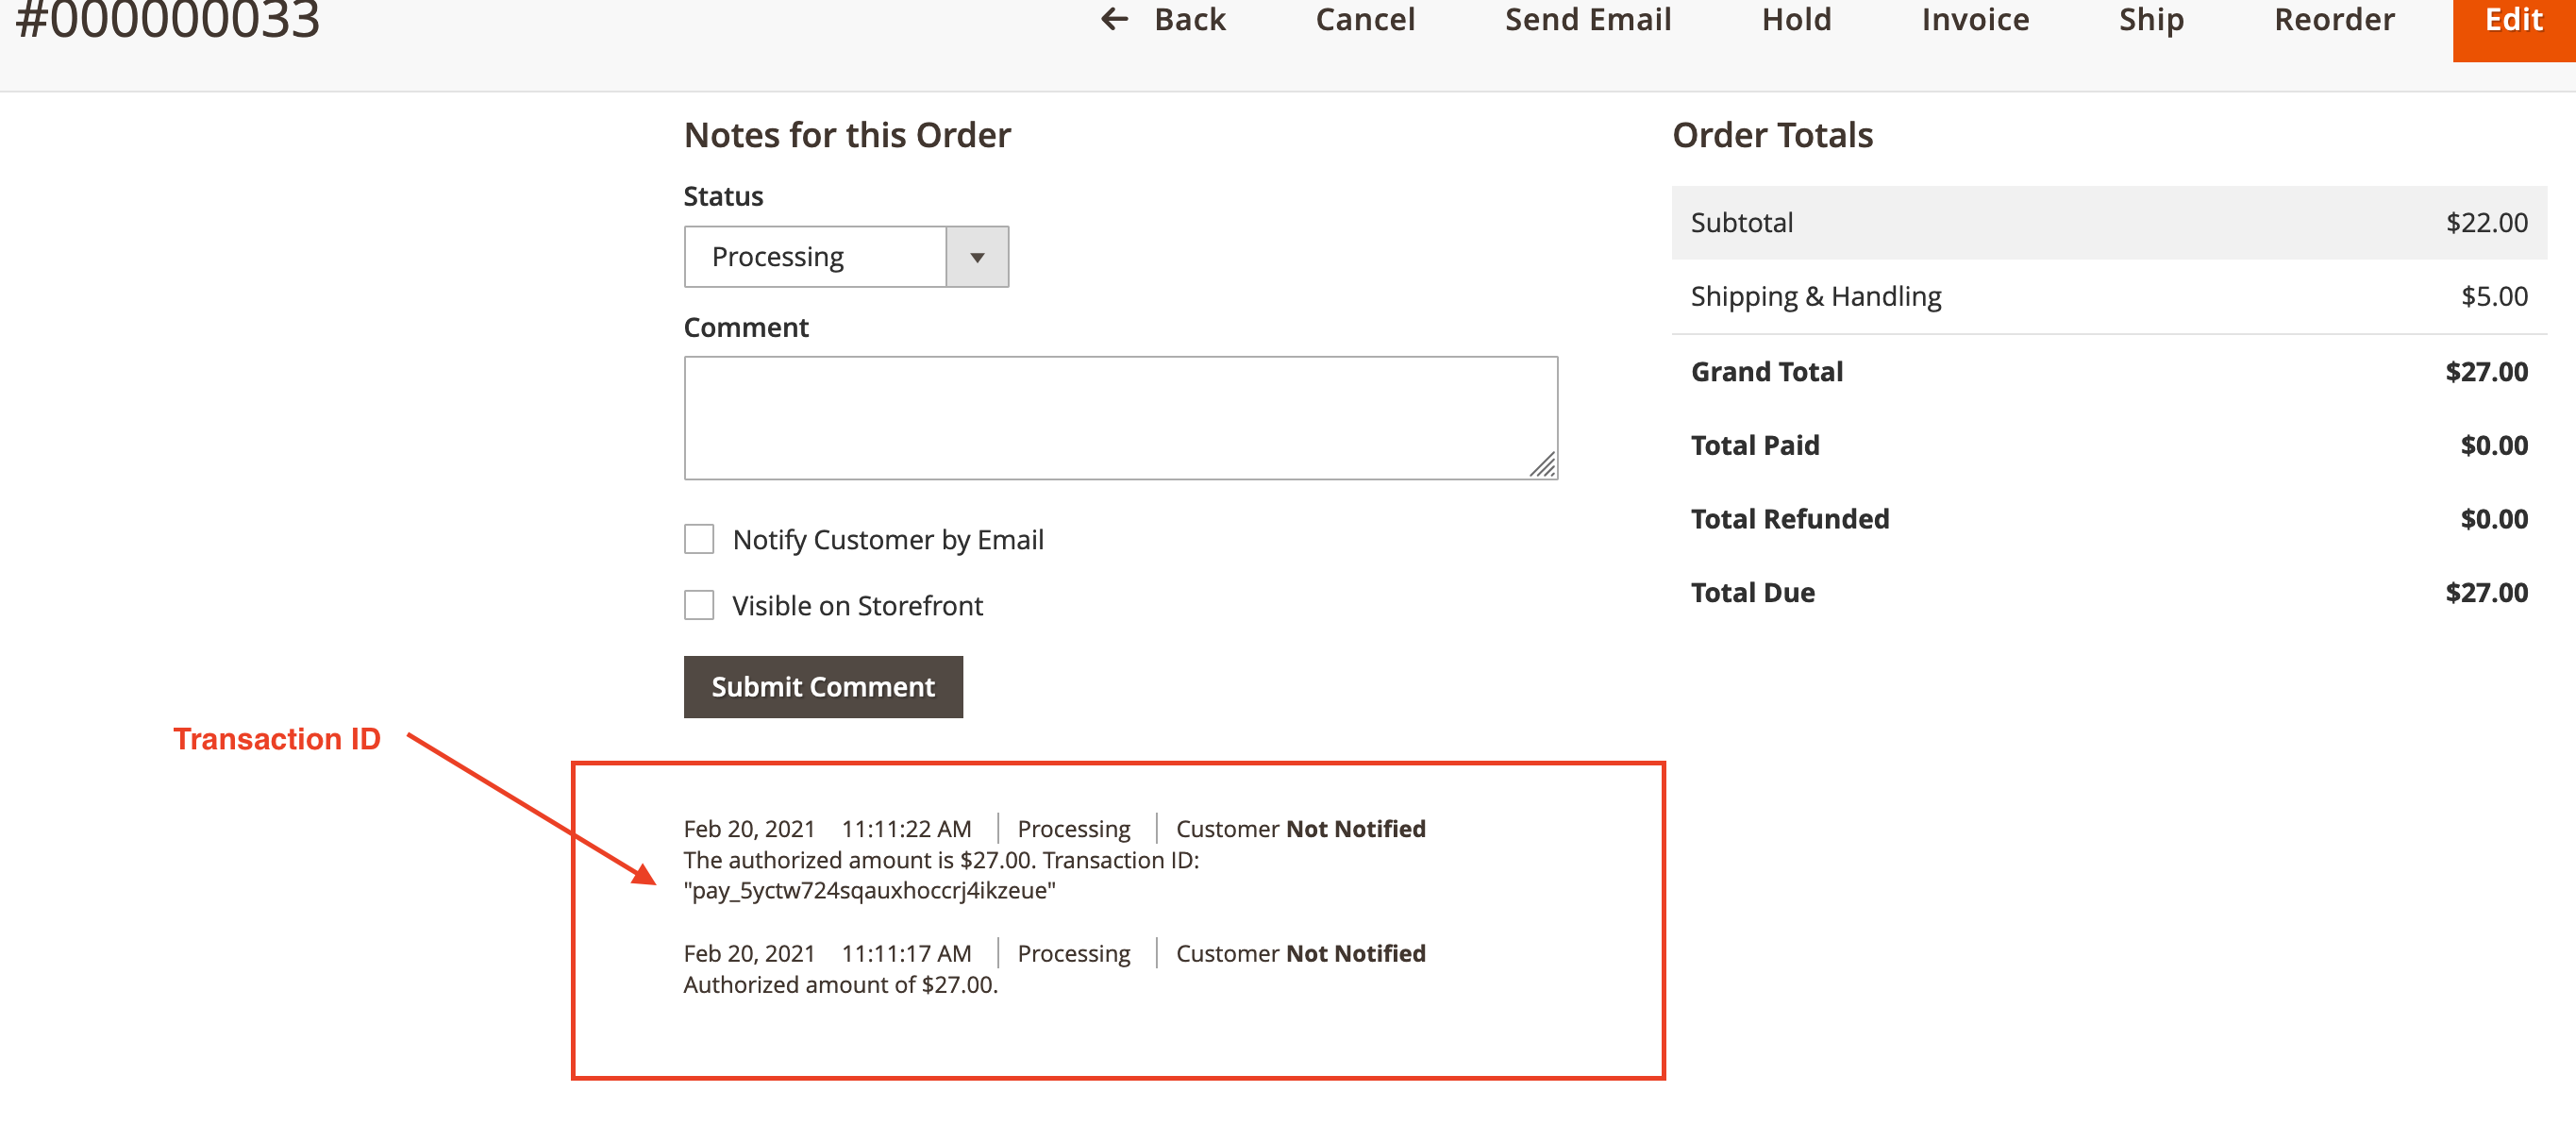 #000000033
← Back Cancel Send Email Hold Invoice Ship Reorder Edit
Notes for this Order
Status
Processing
Comment
Notify Customer by Email
Visible on Storefront
Submit Comment
Order Totals
Subtotal $22.00
Shipping & Handling $5.00
Grand Total $27.00
Total Paid $0.00
Total Refunded $0.00
Total Due $27.00
Transaction ID
Feb 20, 2021 11:11:22 AM | Processing | Customer Not Notified
The authorized amount is $27.00. Transaction ID:
"pay_5yctw724sqauxhoccrj4ikzeue"
Feb 20, 2021 11:11:17 AM | Processing | Customer Not Notified
Authorized amount of $27.00.